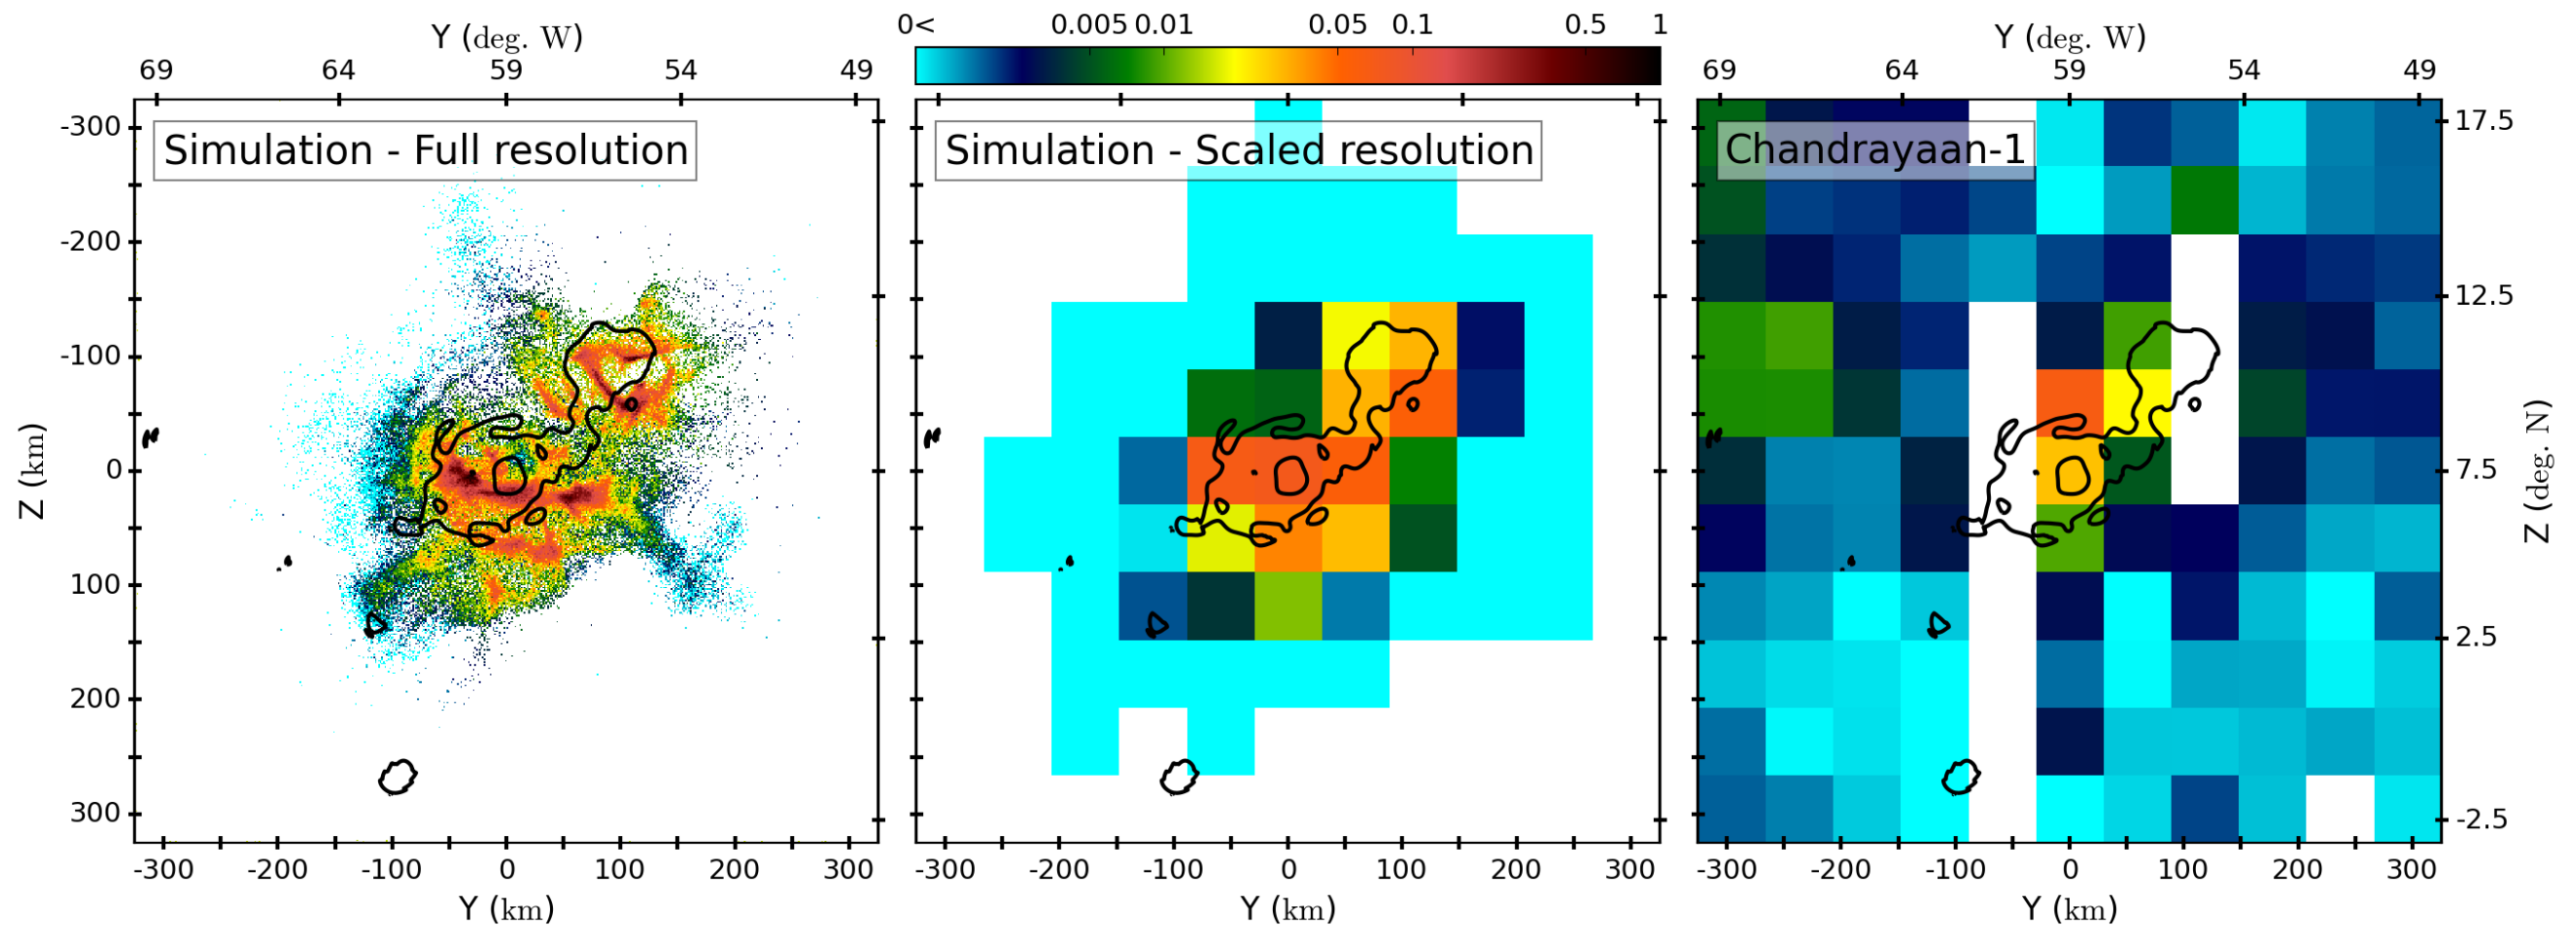 Y (deg. W)
69 64 59 54 49
0< 0.005 0.01 0.05 0.1 0.5 1
Y (deg. W)
69 64 59 54 49
Simulation - Full resolution
Simulation - Scaled resolution
Chandrayaan-1
Z (km)
-300
-200
-100
0
100
200
300
17.5
12.5
7.5
2.5
-2.5
Z (deg. N)
-300 -200 -100 0 100 200 300
-300 -200 -100 0 100 200 300
-300 -200 -100 0 100 200 300
Y (km)
Y (km)
Y (km)